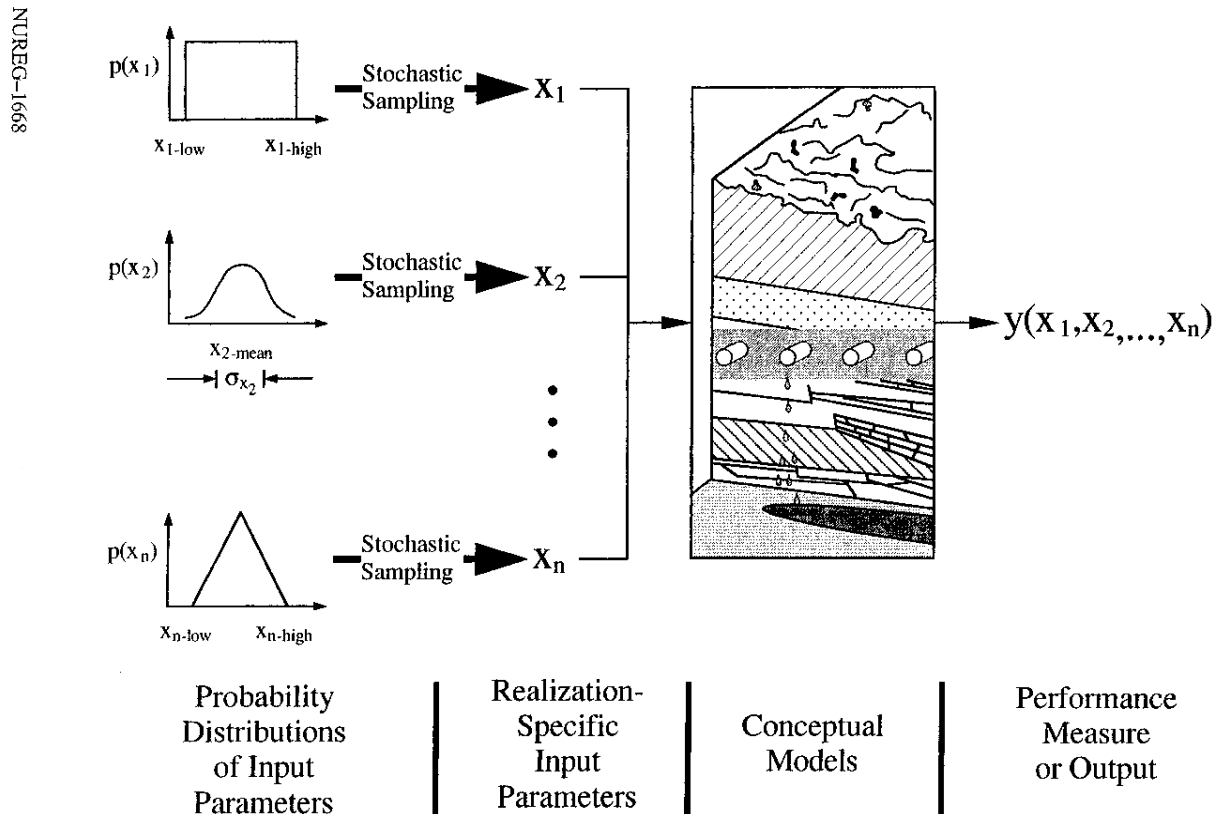 NUREG–1668
p(x1)
x1-low
x1-high
Stochastic
Sampling
x1
p(x2)
x2-mean
σx2
Stochastic
Sampling
x2
y(x1,x2,...,xn)
p(xn)
xn-low
xn-high
Stochastic
Sampling
xn
Probability
Distributions
of Input
Parameters
Realization-
Specific
Input
Parameters
Conceptual
Models
Performance
Measure
or Output